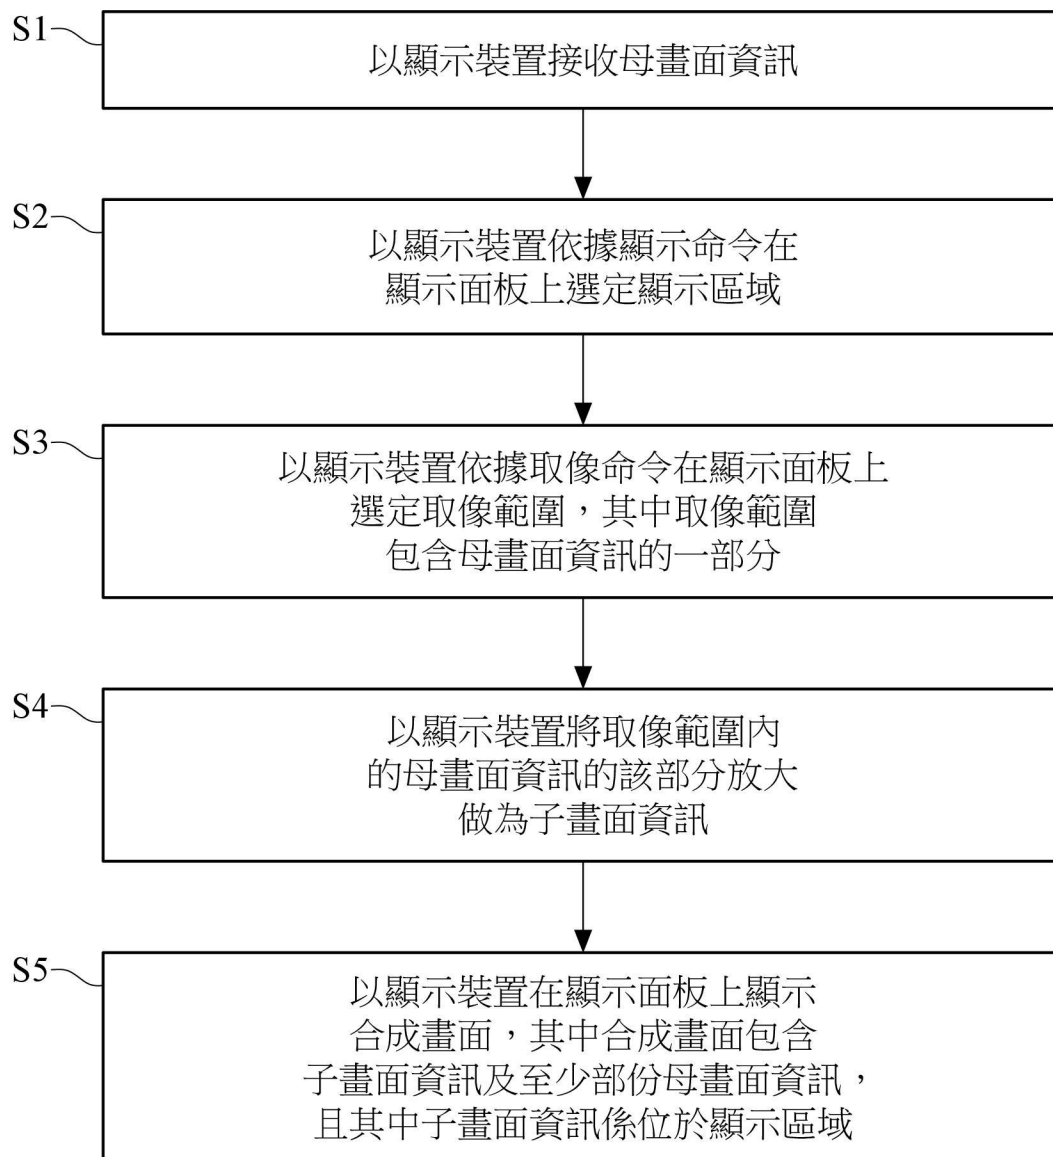 S1
以顯示裝置接收母畫面資訊
S2
以顯示裝置依據顯示命令在
顯示面板上選定顯示區域
S3
以顯示裝置依據取像命令在顯示面板上
選定取像範圍，其中取像範圍
包含母畫面資訊的一部分
S4
以顯示裝置將取像範圍內
的母畫面資訊的該部分放大
做為子畫面資訊
S5
以顯示裝置在顯示面板上顯示
合成畫面，其中合成畫面包含
子畫面資訊及至少部份母畫面資訊，
且其中子畫面資訊係位於顯示區域